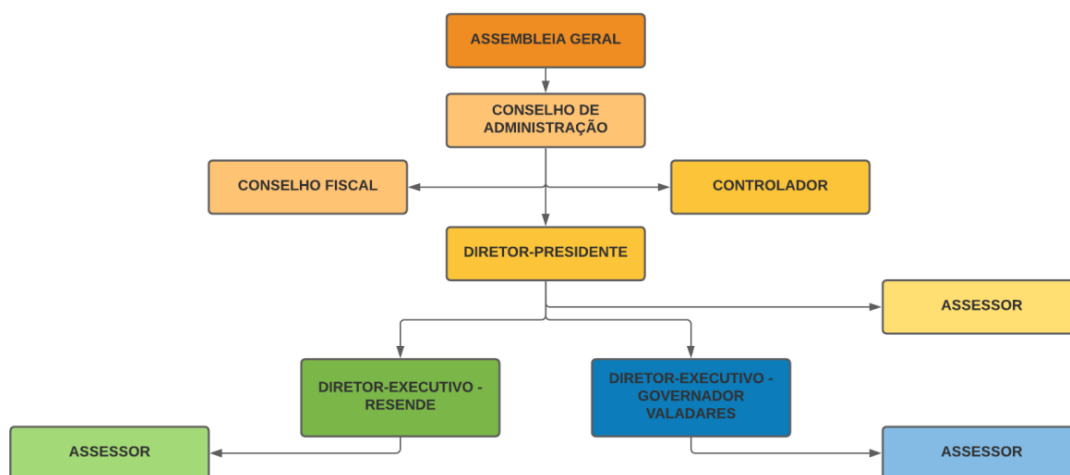 ASSEMBLEIA GERAL
CONSELHO DE
ADMINISTRAÇÃO
CONSELHO FISCAL
CONTROLADOR
DIRETOR-PRESIDENTE
ASSESSOR
DIRETOR-EXECUTIVO -
RESENDE
DIRETOR-EXECUTIVO -
GOVERNADOR
VALADARES
ASSESSOR
ASSESSOR